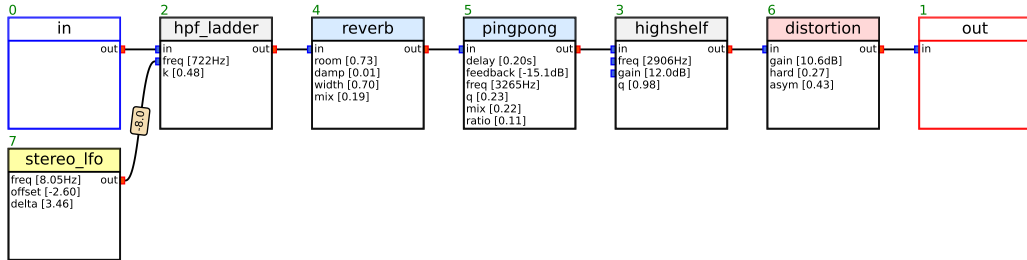 0
in
out
2
hpf_ladder
in
out
freq [722Hz]
k [0.48]
4
reverb
in
out
room [0.73]
damp [0.01]
width [0.70]
mix [0.19]
5
pingpong
in
out
delay [0.20s]
feedback [-15.1dB]
freq [3265Hz]
q [0.23]
mix [0.22]
ratio [0.11]
3
highshelf
in
out
freq [2906Hz]
gain [12.0dB]
q [0.98]
6
distortion
in
out
gain [10.6dB]
hard [0.27]
asym [0.43]
1
out
in
-8.0
7
stereo_lfo
freq [8.05Hz]
out
offset [-2.60]
delta [3.46]